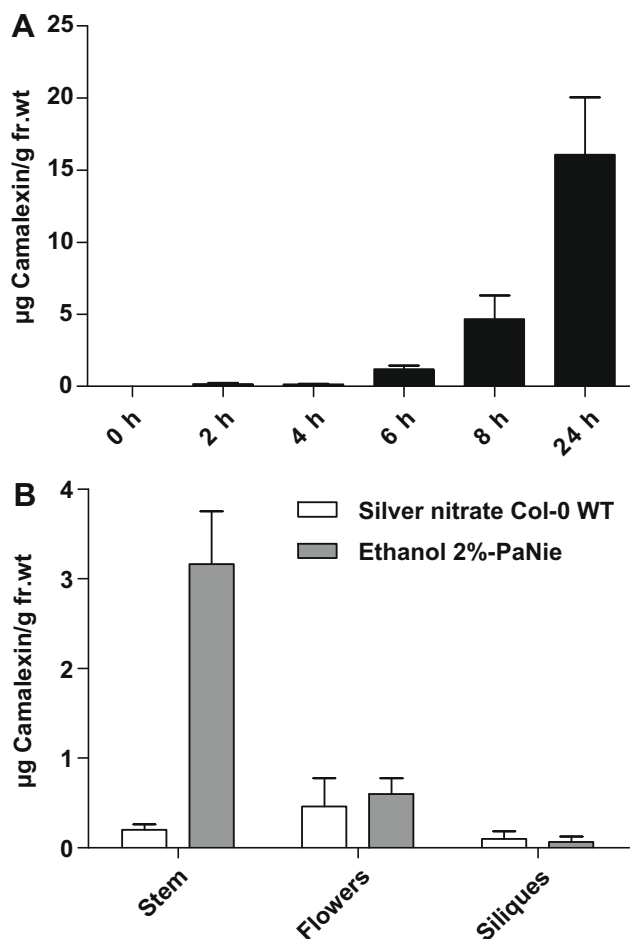 A
µg Camalexin/g fr.wt
25
20
15
10
5
0
0 h
2 h
4 h
6 h
8 h
24 h
B
µg Camalexin/g fr.wt
4
3
2
1
0
Silver nitrate Col-0 WT
Ethanol 2%-PaNie
Stem
Flowers
Siliques